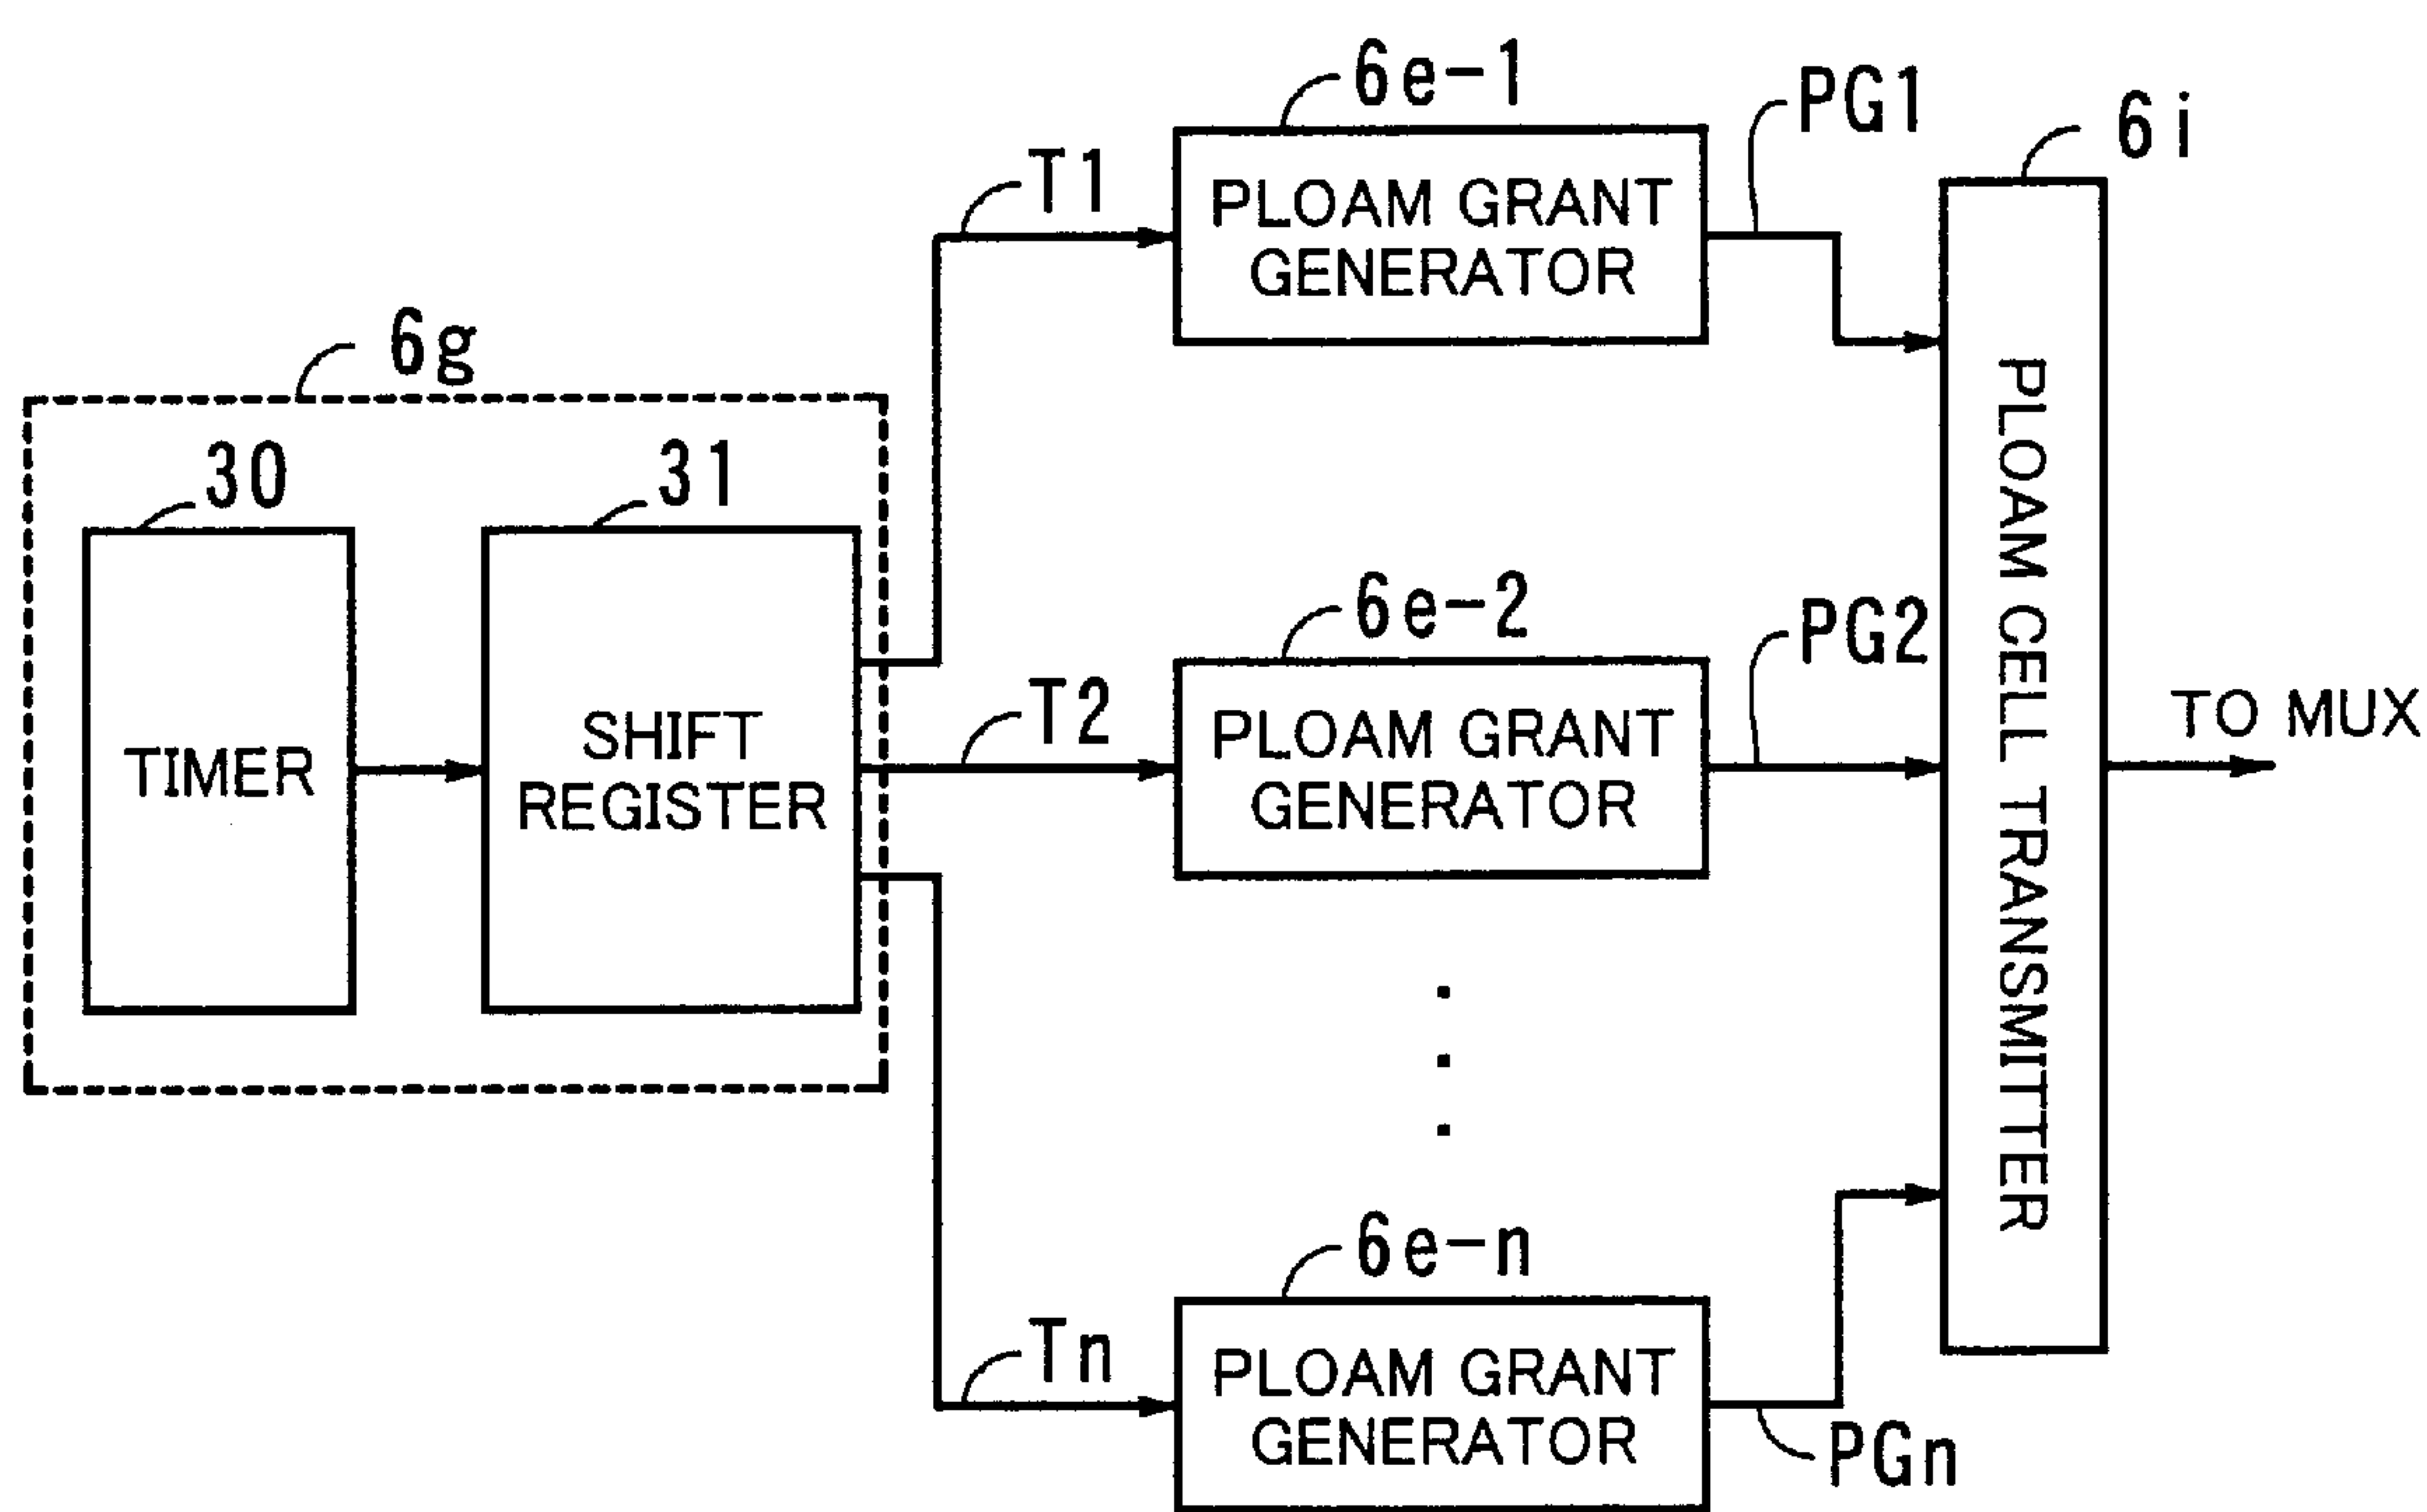 6e-1
PG1
6i
T1
PLOAM GRANT
GENERATOR
6g
30
31
TIMER
SHIFT
REGISTER
6e-2
PG2
T2
PLOAM GRANT
GENERATOR
PLOAM CELL TRANSMITTER
TO MUX
6e-n
Tn
PLOAM GRANT
GENERATOR
PGn